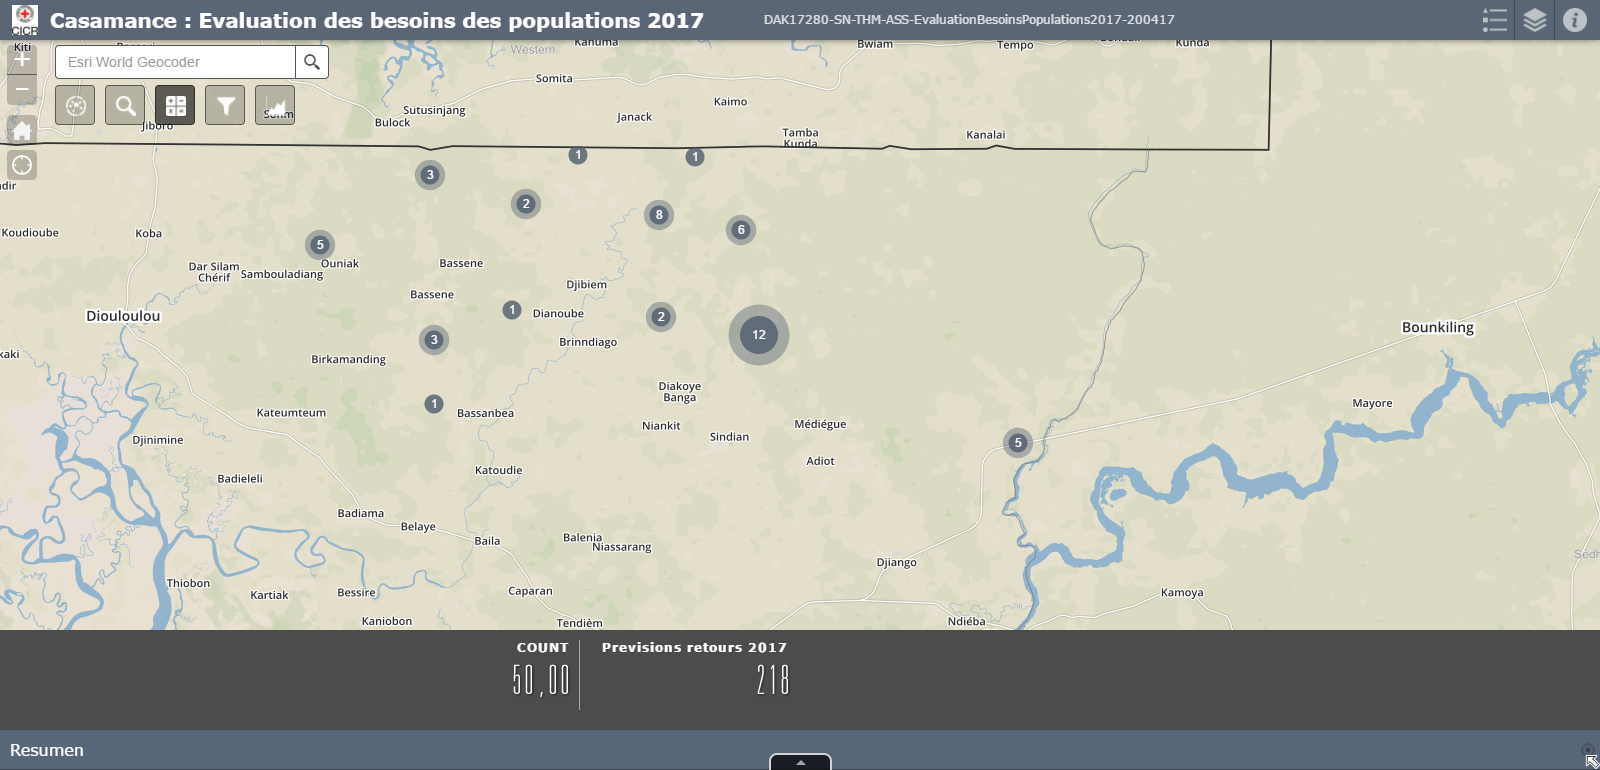 Casamance : Evaluation des besoins des populations 2017
DAK17280-SN-THM-ASS-EvaluationBesoinsPopulations2017-200417
CICR
Kiti
Western
Kanuma
Bwiam
Tempo
Kunda
Esri World Geocoder
Somita
Kaimo
Sutusinjang
Janack
Bulock
Jiboro
Tamba
Kunda
Kanalai
1
1
3
2
8
6
5
Koudioube
Koba
Ouniak
Bassene
Dar Silam
Chérif
Sambouladiang
Djibiem
Bassene
Diouloulou
1
Dianoube
2
12
Bounkiling
3
Brinndiago
Birkamanding
Diakoye
Banga
1
Bassanbea
Kateumteum
Mayore
Niankit
Sindian
Médiégue
Djinimine
5
Adiot
Katoudie
Badieleli
Badiama
Belaye
Baila
Balenia
Niassarang
Django
Thiobon
Kartiak
Bessire
Caparan
Kamoya
Kaniobon
Tendièm
Ndiéba
COUNT
50,00
Previsions retours 2017
218
Resumen